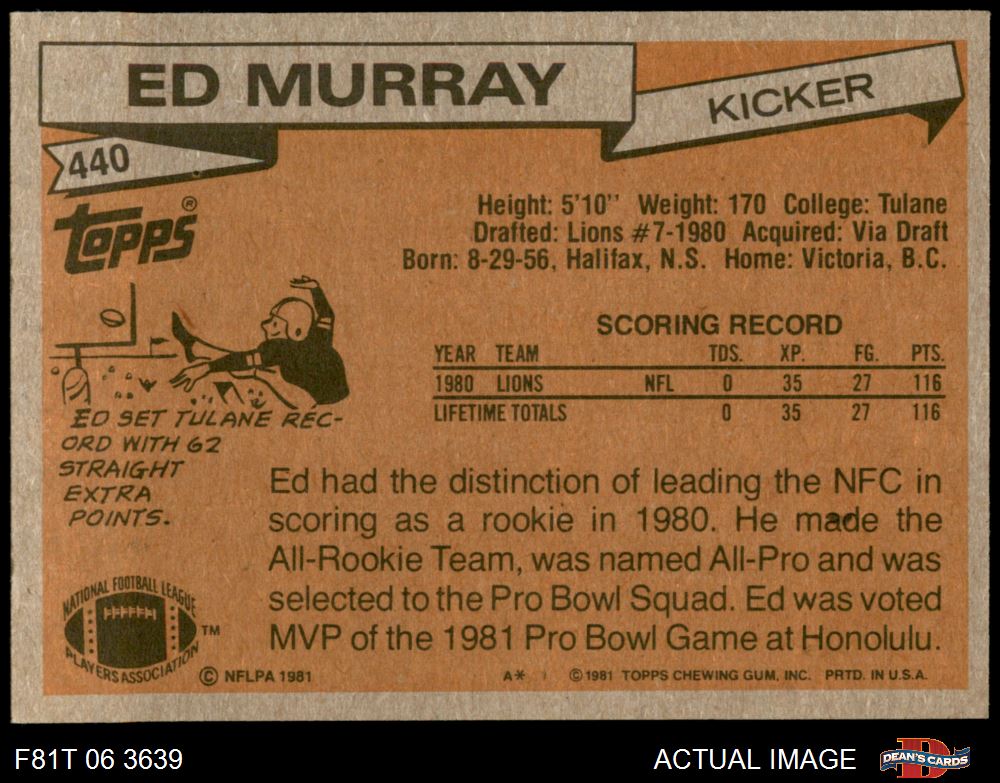 ED MURRAY
KICKER
440
Topps®
Height: 5'10'' Weight: 170 College: Tulane
Drafted: Lions #7-1980 Acquired: Via Draft
Born: 8-29-56, Halifax, N.S. Home: Victoria, B.C.
SCORING RECORD
YEAR TEAM TDS. XP. FG. PTS.
1980 LIONS NFL 0 35 27 116
LIFETIME TOTALS 0 35 27 116
ED SET TULANE REC-
ORD WITH 62
STRAIGHT
EXTRA
POINTS.
Ed had the distinction of leading the NFC in
scoring as a rookie in 1980. He made the
All-Rookie Team, was named All-Pro and was
selected to the Pro Bowl Squad. Ed was voted
MVP of the 1981 Pro Bowl Game at Honolulu.
NATIONAL FOOTBALL LEAGUE
PLAYERS ASSOCIATION
TM
© NFLPA 1981
A* ©1981 TOPPS CHEWING GUM, INC. PRTD. IN U.S.A.
F81T 06 3639
ACTUAL IMAGE
DEAN'S CARDS